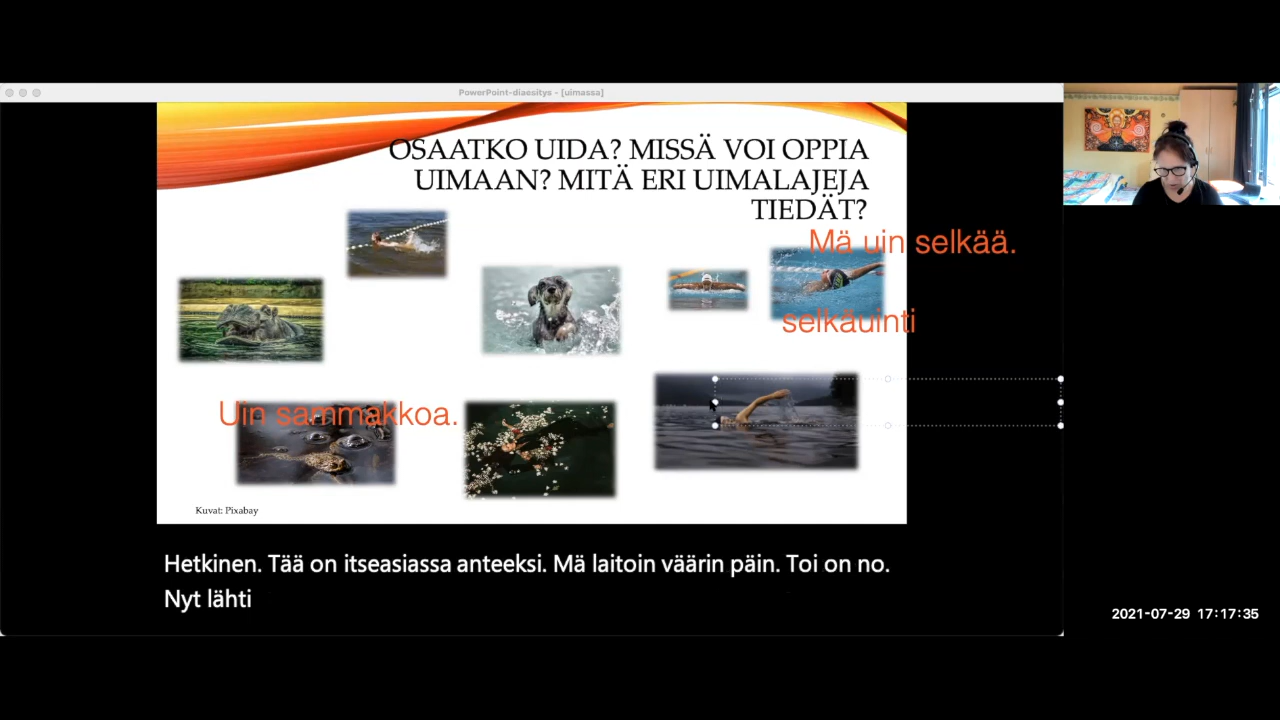 PowerPoint-diaesitys - [uimassa]
OSAATKO UIDA? MISSÄ VOI OPPIA
UIMAAN? MITÄ ERI UIMALAJEJA
TIEDÄT?
Mä uin selkää.
selkäuinti
Uin sammakkoa.
Kuvat: Pixabay
Hetkinen. Tää on itseasiassa anteeksi. Mä laitoin väärin päin. Toi on no.
Nyt lähti
2021-07-29 17:17:35